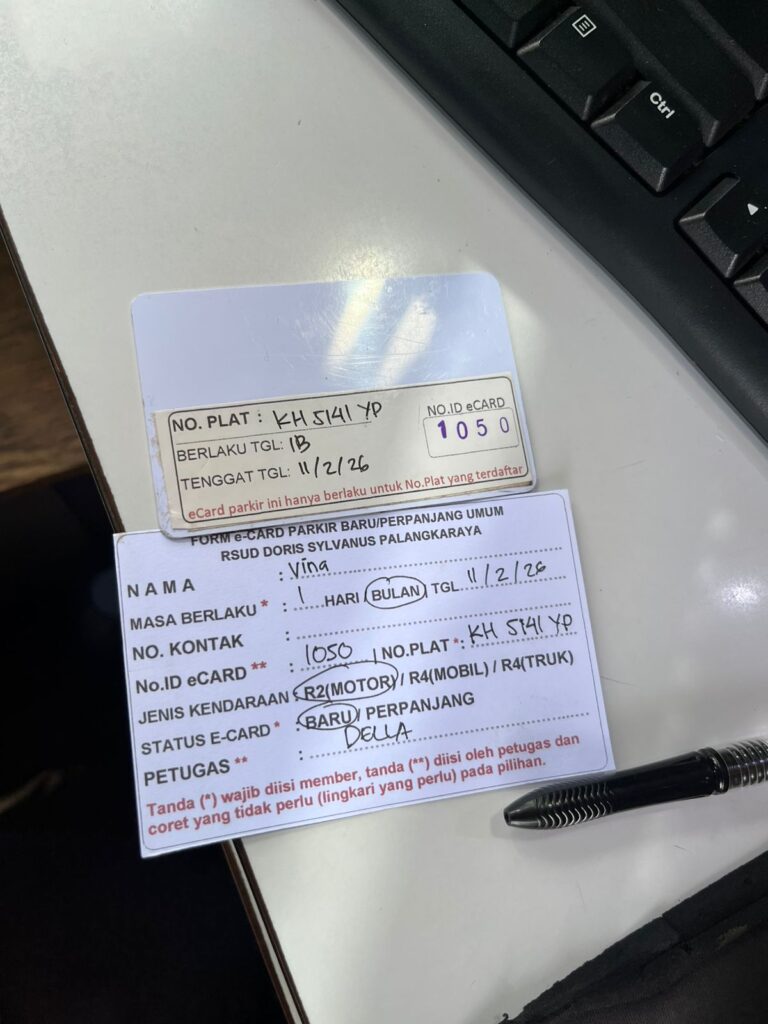 Ctrl
NO. PLAT : KH 5141 YP
NO.ID eCARD
1050
BERLAKU TGL: 1B
TENGGAT TGL: 11/2/26
eCard parkir ini hanya berlaku untuk No.Plat yang terdaftar
FORM e-CARD PARKIR BARU/PERPANJANG UMUM
RSUD DORIS SYLVANUS PALANGKARAYA
NAMA : Vina
MASA BERLAKU * : 1 HARI / BULAN / TGL 11/2/26
NO. KONTAK :
No.ID eCARD ** : 1050 / NO.PLAT *: KH 5141 YP
JENIS KENDARAAN : R2(MOTOR) / R4(MOBIL) / R4(TRUK)
STATUS E-CARD * : BARU / PERPANJANG
PETUGAS ** : DELLA
Tanda (*) wajib diisi member, tanda (**) diisi oleh petugas dan
coret yang tidak perlu (lingkari yang perlu) pada pilihan.